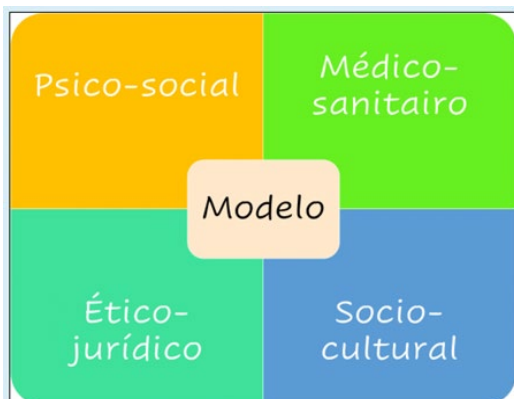 Psico-social
Médico-
sanitairo
Modelo
Ético-
jurídico
Socio-
cultural